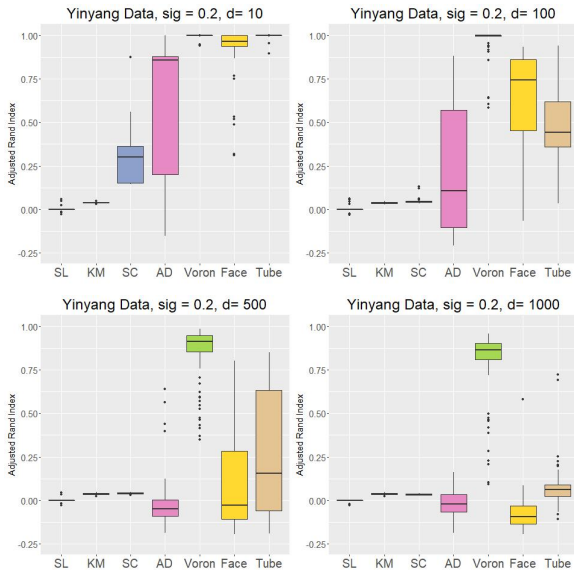 Yinyang Data, sig = 0.2, d= 10
Adjusted Rand Index
1.00
0.75
0.50
0.25
0.00
-0.25
SL KM SC AD Voron Face Tube
Yinyang Data, sig = 0.2, d= 100
Adjusted Rand Index
1.00
0.75
0.50
0.25
0.00
-0.25
SL KM SC AD Voron Face Tube
Yinyang Data, sig = 0.2, d= 500
Adjusted Rand Index
1.00
0.75
0.50
0.25
0.00
-0.25
SL KM SC AD Voron Face Tube
Yinyang Data, sig = 0.2, d= 1000
Adjusted Rand Index
1.00
0.75
0.50
0.25
0.00
-0.25
SL KM SC AD Voron Face Tube